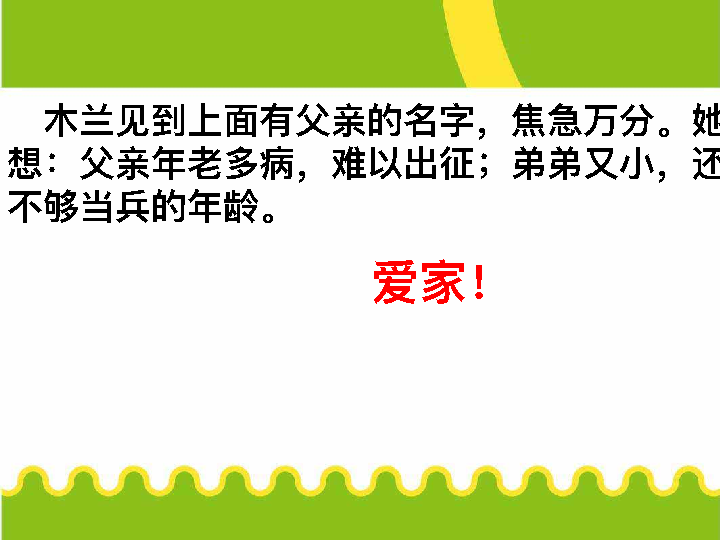 木兰见到上面有父亲的名字，焦急万分。她
想：父亲年老多病，难以出征；弟弟又小，还
不够当兵的年龄。
爱家！